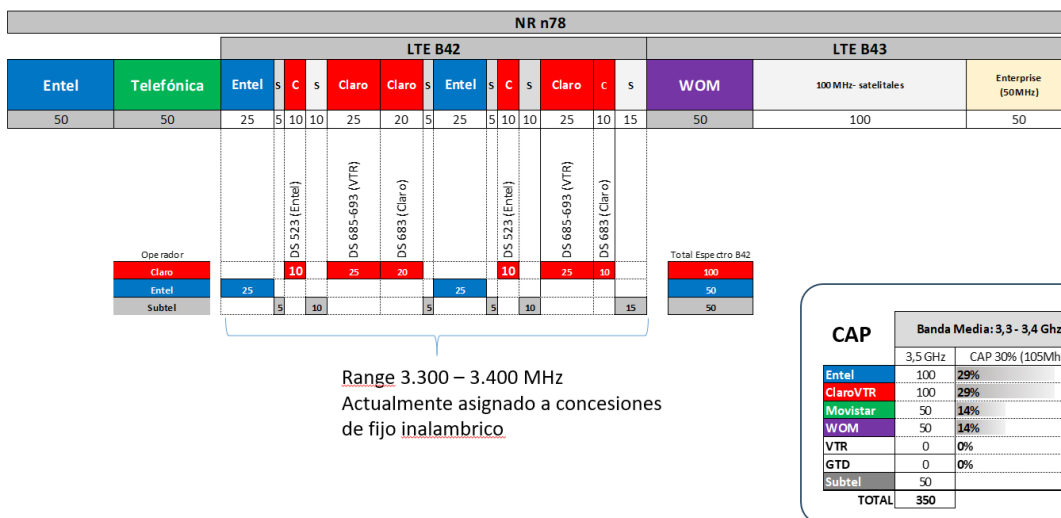 NR n78
LTE B42 LTE B43
Entel Telefónica Entel S C S Claro Claro S Entel S C S Claro C S WOM 100 MHz- satelitales Enterprise
(50MHz)
50 50 25 5 10 10 25 20 5 25 5 10 10 25 10 15 50 100 50
DS 523 (Entel)
DS 685-693 (VTR)
DS 683 (Claro)
DS 523 (Entel)
DS 685-693 (VTR)
DS 683 (Claro)
Operador Total Espectro B42
Claro 10 25 20 10 25 10 100
Entel 25 25 50
Subtel 5 10 5 5 10 15 50
Range 3.300 – 3.400 MHz
Actualmente asignado a concesiones
de fijo inalambrico
CAP Banda Media: 3,3 - 3,4 Ghz
3,5 GHz CAP 30% (105Mh
Entel 100 29%
ClaroVTR 100 29%
Movistar 50 14%
WOM 50 14%
VTR 0 0%
GTD 0 0%
Subtel 50
TOTAL 350